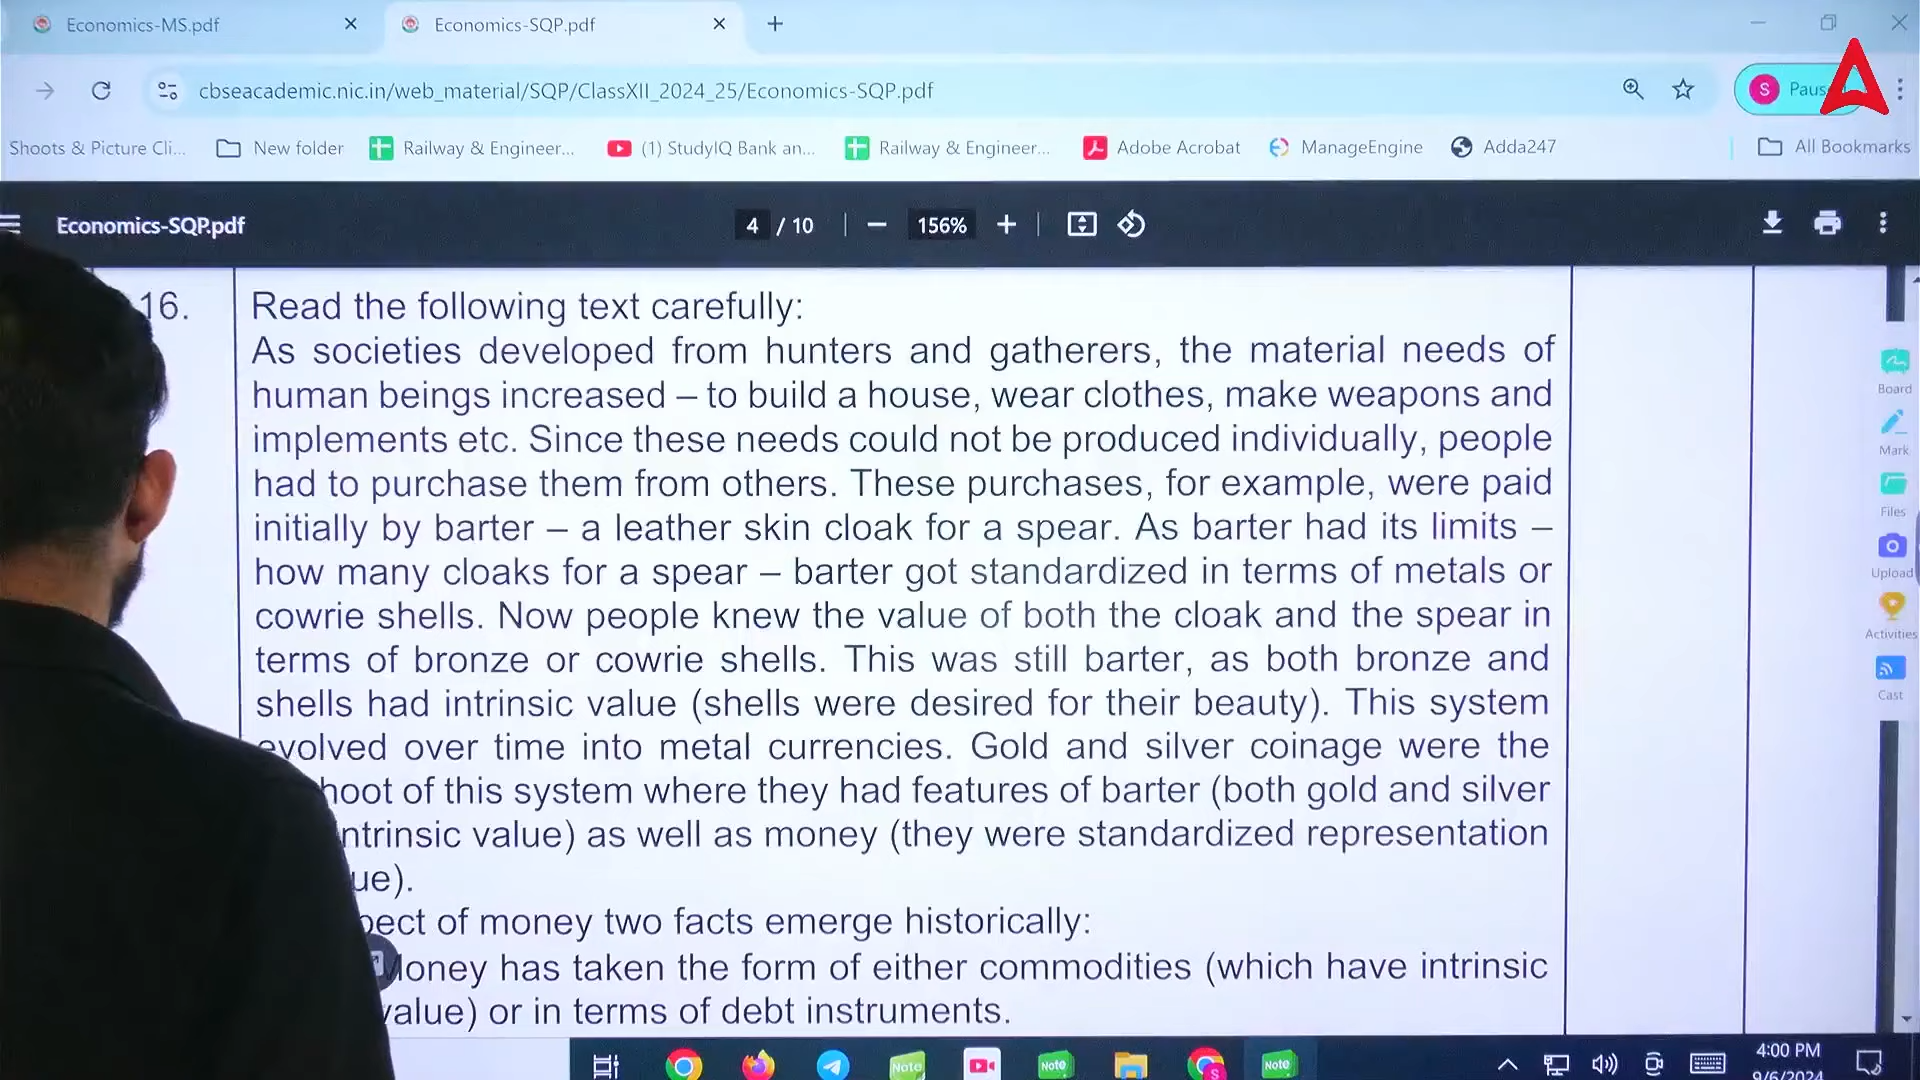 Economics-MS.pdf
Economics-SQP.pdf
cbseacademic.nic.in/web_material/SQP/ClassXII_2024_25/Economics-SQP.pdf
S
Shoots & Picture Cli...
New folder
Railway & Engineer...
(1) StudyIQ Bank an...
Railway & Engineer...
Adobe Acrobat
ManageEngine
Adda247
All Bookmarks
Economics-SQP.pdf
4 / 10
156%
16.
Read the following text carefully:
As societies developed from hunters and gatherers, the material needs of
human beings increased – to build a house, wear clothes, make weapons and
implements etc. Since these needs could not be produced individually, people
had to purchase them from others. These purchases, for example, were paid
initially by barter – a leather skin cloak for a spear. As barter had its limits –
how many cloaks for a spear – barter got standardized in terms of metals or
cowrie shells. Now people knew the value of both the cloak and the spear in
terms of bronze or cowrie shells. This was still barter, as both bronze and
shells had intrinsic value (shells were desired for their beauty). This system
evolved over time into metal currencies. Gold and silver coinage were the
of this system where they had features of barter (both gold and silver
intrinsic value) as well as money (they were standardized representation
of money two facts emerge historically:
Money has taken the form of either commodities (which have intrinsic
value) or in terms of debt instruments.
Board
Mark
Files
Upload
Activities
Cast
Note
Note
S
Note
4:00 PM
9/6/2024